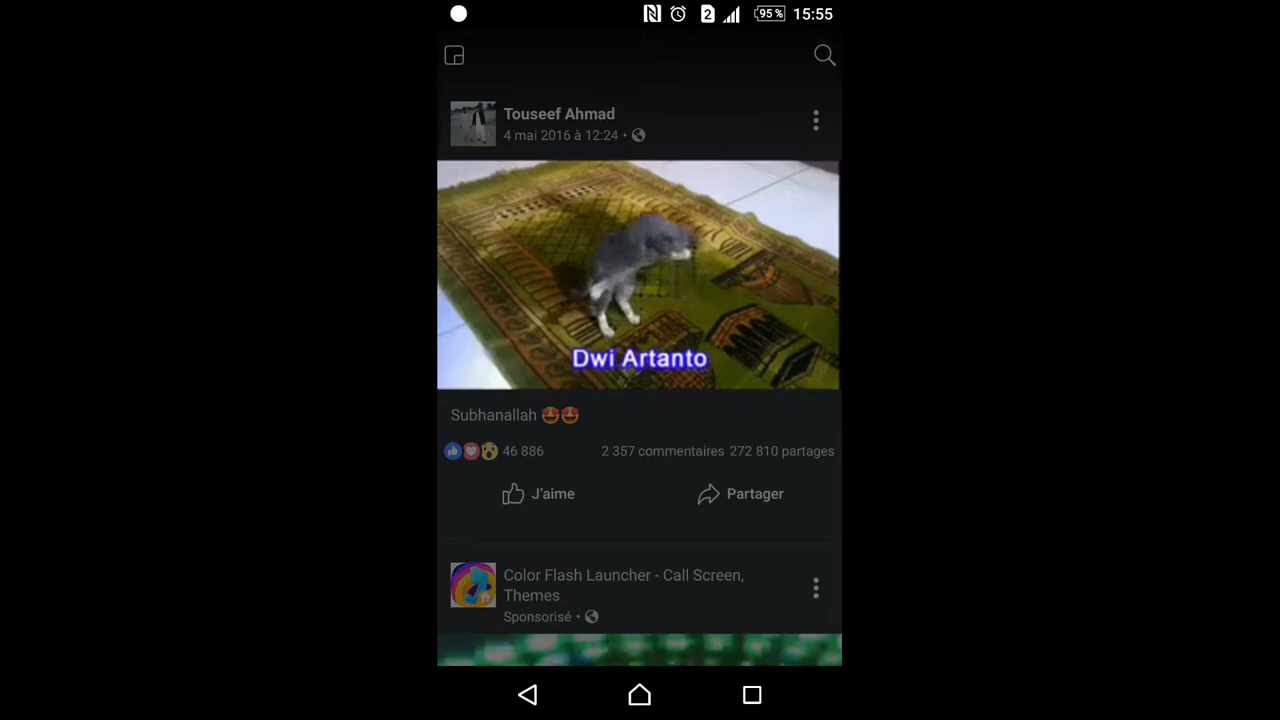 2 95 % 15:55
Touseef Ahmad
4 mai 2016 à 12:24 •
Dwi Artanto
Subhanallah 🤩🤩
46 886 2 357 commentaires 272 810 partages
J'aime Partager
Color Flash Launcher - Call Screen,
Themes
Sponsorisé •